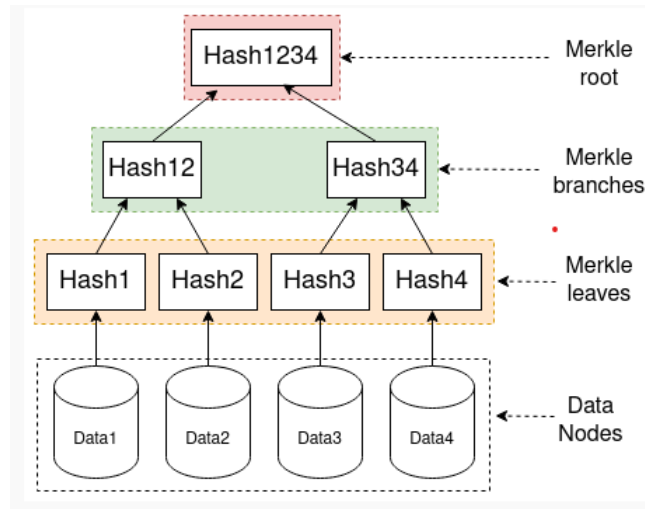 Hash1234
Merkle
root
Hash12
Hash34
Merkle
branches
Hash1
Hash2
Hash3
Hash4
Merkle
leaves
Data1
Data2
Data3
Data4
Data
Nodes